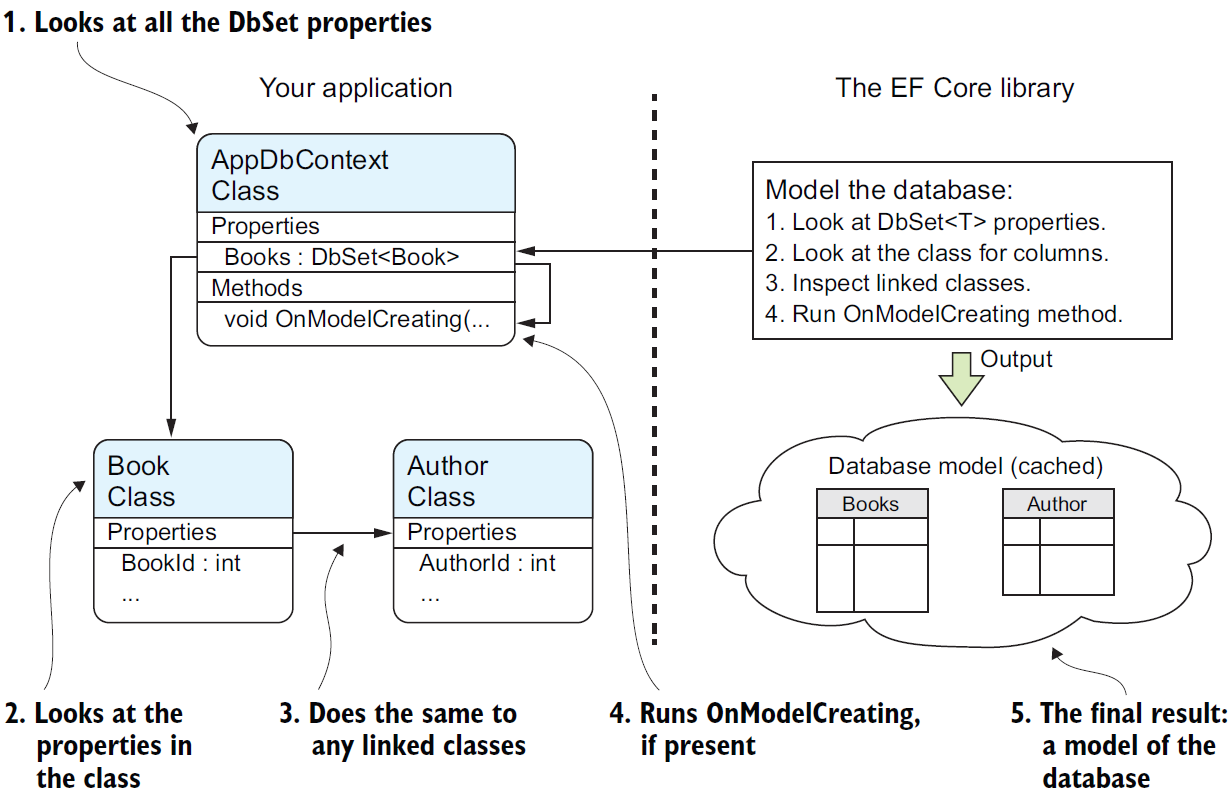 1. Looks at all the DbSet properties
Your application
The EF Core library
AppDbContext
Class
Properties
Books : DbSet<Book>
Methods
void OnModelCreating(...
Model the database:
1. Look at DbSet<T> properties.
2. Look at the class for columns.
3. Inspect linked classes.
4. Run OnModelCreating method.
Output
Book
Class
Properties
BookId : int
...
Author
Class
Properties
AuthorId : int
...
Database model (cached)
Books
Author
2. Looks at the
properties in
the class
3. Does the same to
any linked classes
4. Runs OnModelCreating,
if present
5. The final result:
a model of the
database